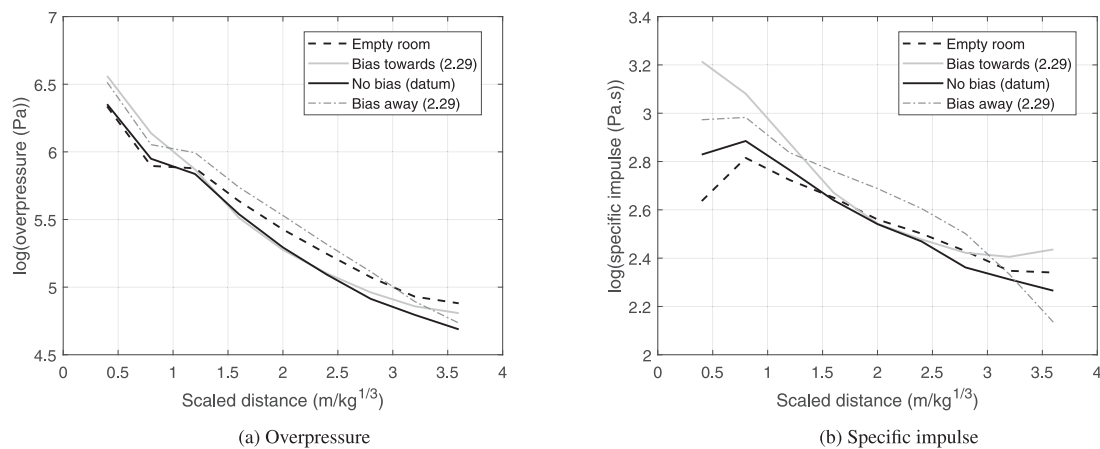 7
6.5
6
5.5
5
4.5
log(overpressure (Pa))
Empty room
Bias towards (2.29)
No bias (datum)
Bias away (2.29)
0 0.5 1 1.5 2 2.5 3 3.5 4
Scaled distance (m/kg^1/3)
(a) Overpressure
3.4
3.2
3
2.8
2.6
2.4
2.2
2
log(specific impulse (Pa.s))
Empty room
Bias towards (2.29)
No bias (datum)
Bias away (2.29)
0 0.5 1 1.5 2 2.5 3 3.5 4
Scaled distance (m/kg^1/3)
(b) Specific impulse